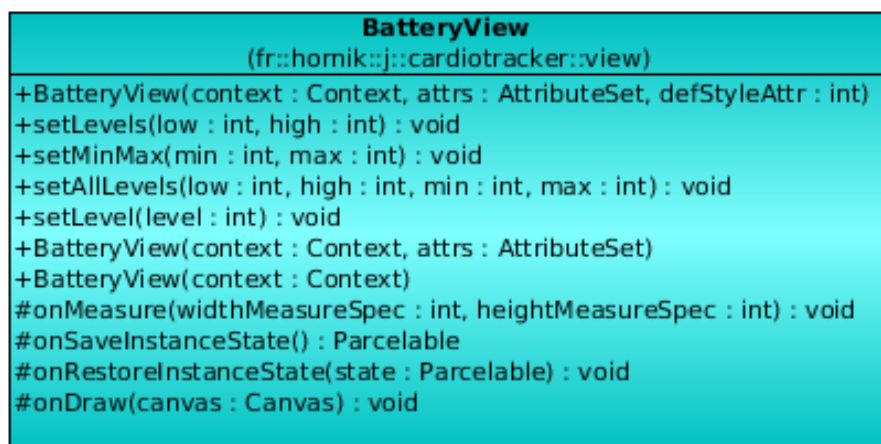 BatteryView
(fr::hornik::j::cardiotracker::view)
+BatteryView(context : Context, attrs : AttributeSet, defStyleAttr : int)
+setLevels(low : int, high : int) : void
+setMinMax(min : int, max : int) : void
+setAllLevels(low : int, high : int, min : int, max : int) : void
+setLevel(level : int) : void
+BatteryView(context : Context, attrs : AttributeSet)
+BatteryView(context : Context)
#onMeasure(widthMeasureSpec : int, heightMeasureSpec : int) : void
#onSaveInstanceState() : Parcelable
#onRestoreInstanceState(state : Parcelable) : void
#onDraw(canvas : Canvas) : void